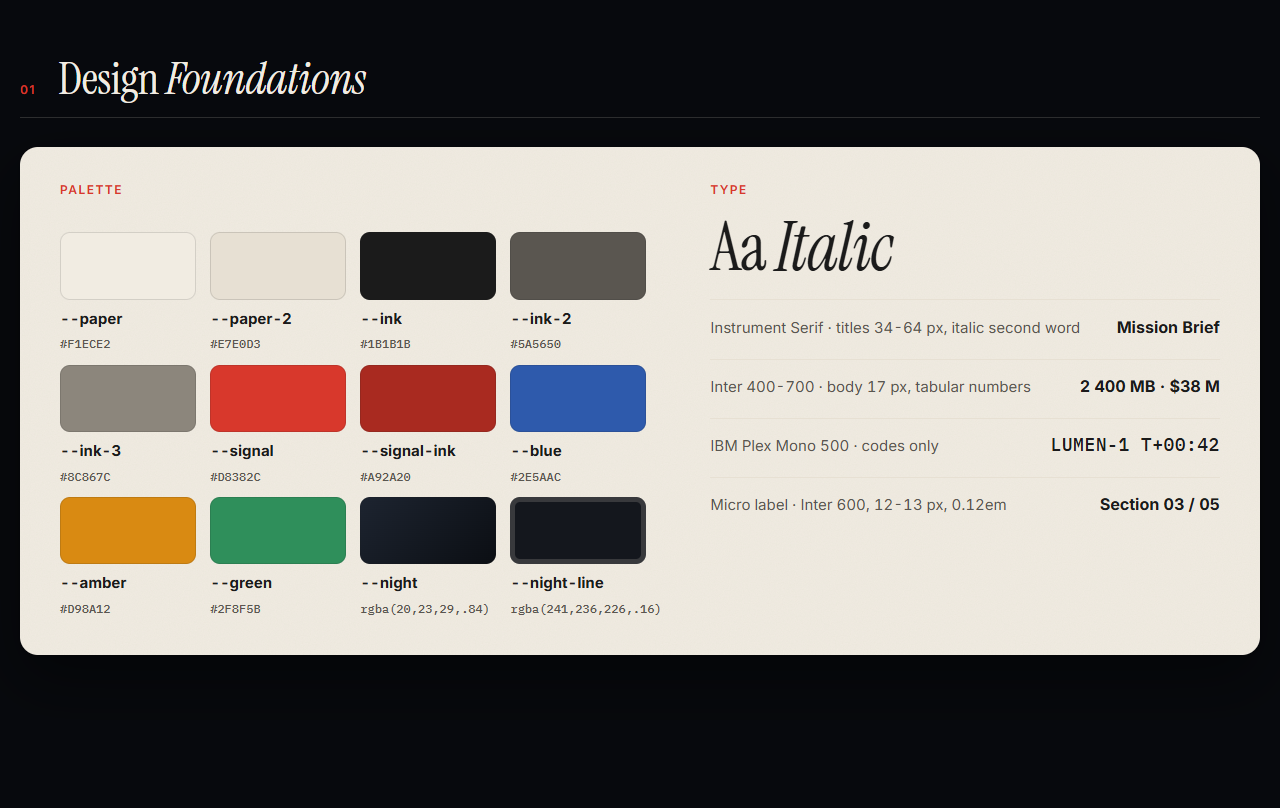 01 Design Foundations
PALETTE
--paper
#F1ECE2
--paper-2
#E7E0D3
--ink
#1B1B1B
--ink-2
#5A5650
--ink-3
#8C867C
--signal
#D8382C
--signal-ink
#A92A20
--blue
#2E5AAC
--amber
#D98A12
--green
#2F8F5B
--night
rgba(20,23,29,.84)
--night-line
rgba(241,236,226,.16)
TYPE
Aa Italic
Instrument Serif · titles 34-64 px, italic second word Mission Brief
Inter 400-700 · body 17 px, tabular numbers 2 400 MB · $38 M
IBM Plex Mono 500 · codes only LUMEN-1 T+00:42
Micro label · Inter 600, 12-13 px, 0.12em Section 03 / 05